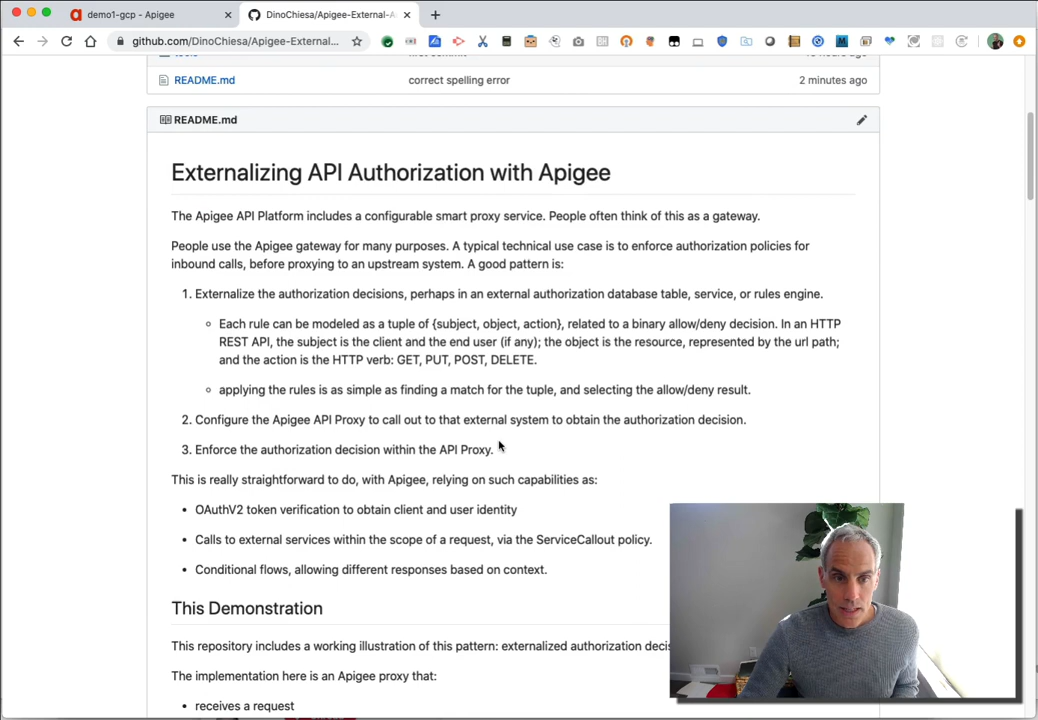 demo1-gcp - Apigee
DinoChiesa/Apigee-External-A
github.com/DinoChiesa/Apigee-External...
README.md correct spelling error 2 minutes ago
README.md
Externalizing API Authorization with Apigee
The Apigee API Platform includes a configurable smart proxy service. People often think of this as a gateway.
People use the Apigee gateway for many purposes. A typical technical use case is to enforce authorization policies for
inbound calls, before proxying to an upstream system. A good pattern is:
1. Externalize the authorization decisions, perhaps in an external authorization database table, service, or rules engine.
Each rule can be modeled as a tuple of {subject, object, action}, related to a binary allow/deny decision. In an HTTP
REST API, the subject is the client and the end user (if any); the object is the resource, represented by the url path;
and the action is the HTTP verb: GET, PUT, POST, DELETE.
applying the rules is as simple as finding a match for the tuple, and selecting the allow/deny result.
2. Configure the Apigee API Proxy to call out to that external system to obtain the authorization decision.
3. Enforce the authorization decision within the API Proxy.
This is really straightforward to do, with Apigee, relying on such capabilities as:
• OAuthV2 token verification to obtain client and user identity
• Calls to external services within the scope of a request, via the ServiceCallout policy.
• Conditional flows, allowing different responses based on context.
This Demonstration
This repository includes a working illustration of this pattern: externalized authorization decis
The implementation here is an Apigee proxy that:
• receives a request